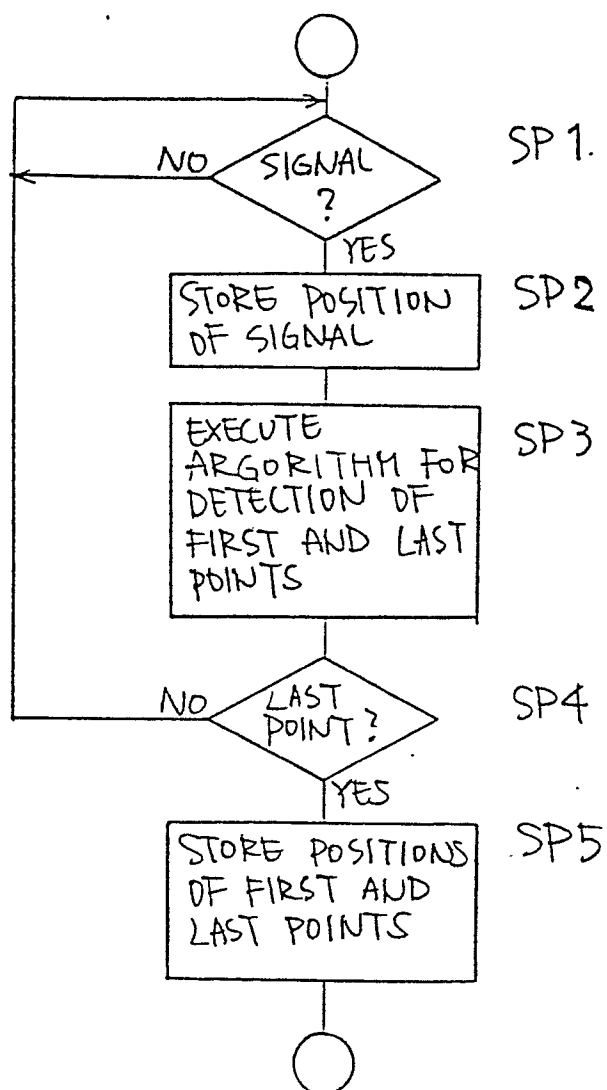 SP1.
NO
SIGNAL
?
YES
STORE POSITION
OF SIGNAL
SP2
EXECUTE
ARGORITHM FOR
DETECTION OF
FIRST AND LAST
POINTS
SP3
NO
LAST
POINT?
SP4
YES
STORE POSITIONS
OF FIRST AND
LAST POINTS
SP5